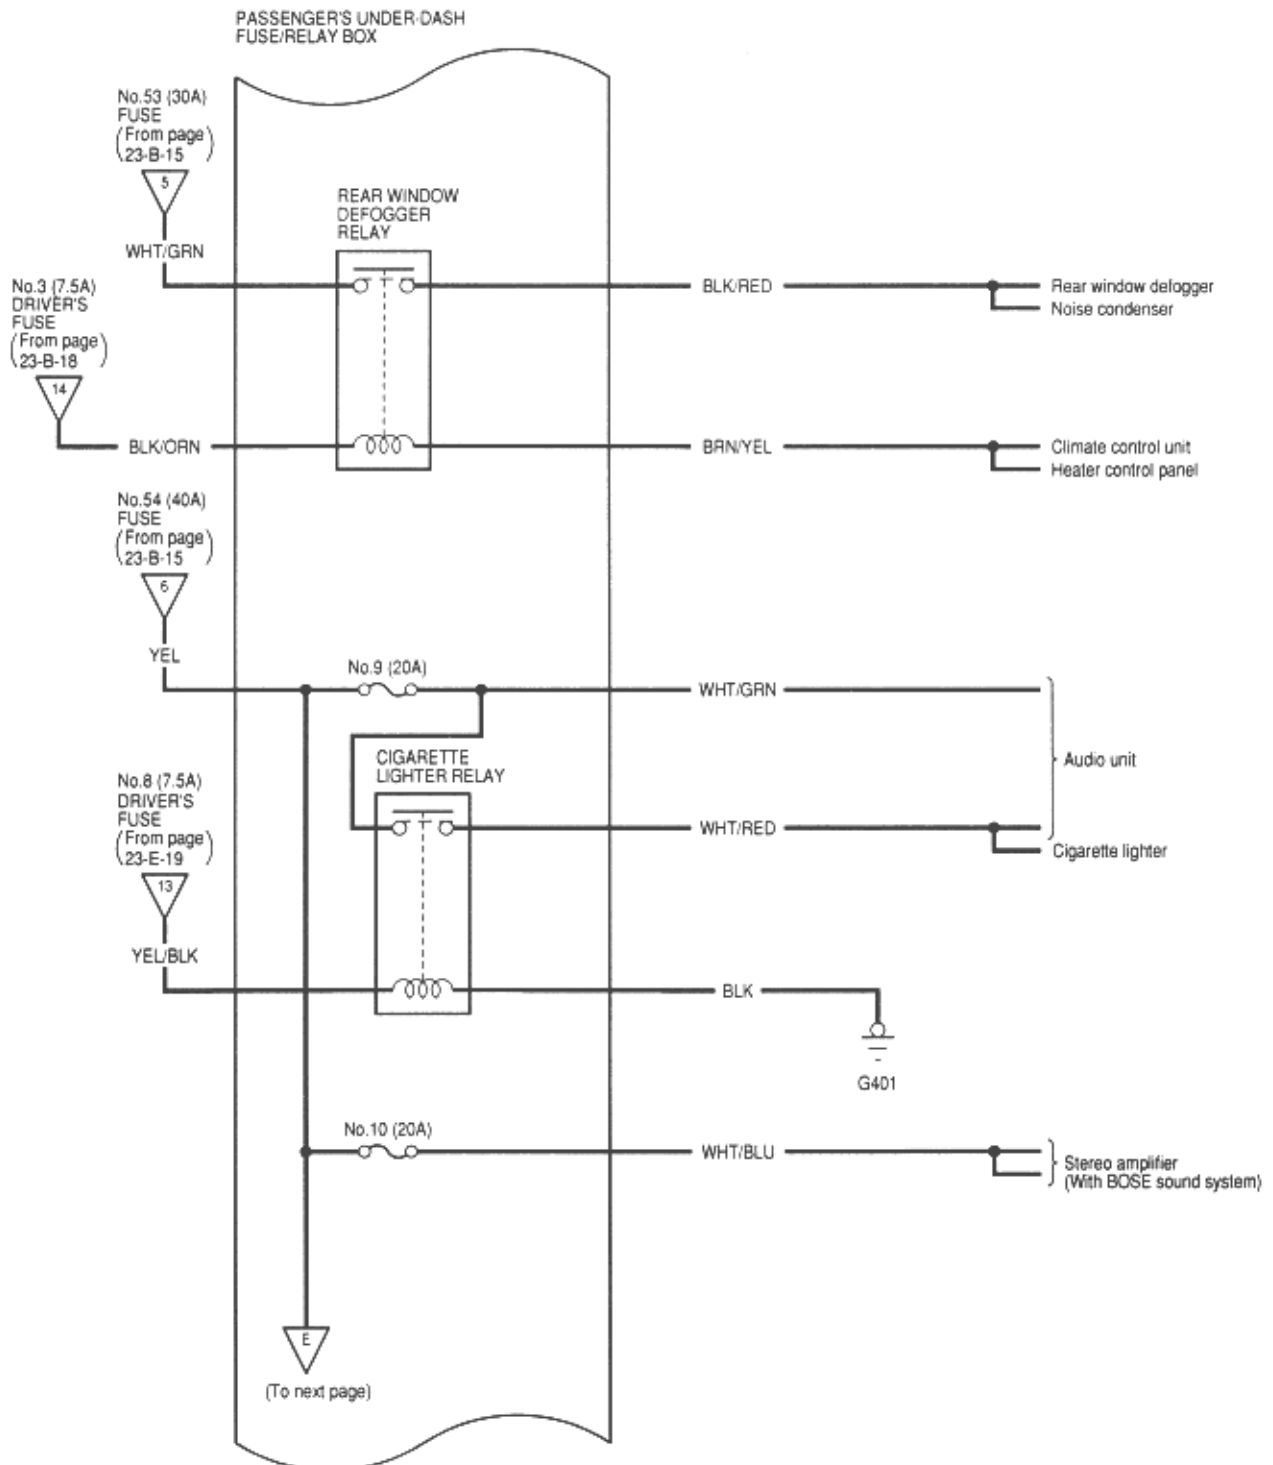 PASSENGER'S UNDER-DASH
FUSE/RELAY BOX
No.53 (30A)
FUSE
(From page
23-B-15)
5
WHT/GRN
REAR WINDOW
DEFOGGER
RELAY
BLK/RED
Rear window defogger
Noise condenser
No.3 (7.5A)
DRIVER'S
FUSE
(From page
23-B-18)
14
BLK/ORN
BRN/YEL
Climate control unit
Heater control panel
No.54 (40A)
FUSE
(From page
23-B-15)
6
YEL
No.9 (20A)
WHT/GRN
Audio unit
CIGARETTE
LIGHTER RELAY
No.8 (7.5A)
DRIVER'S
FUSE
(From page
23-E-19)
13
YEL/BLK
WHT/RED
Cigarette lighter
BLK
G401
No.10 (20A)
WHT/BLU
Stereo amplifier
(With BOSE sound system)
E
(To next page)